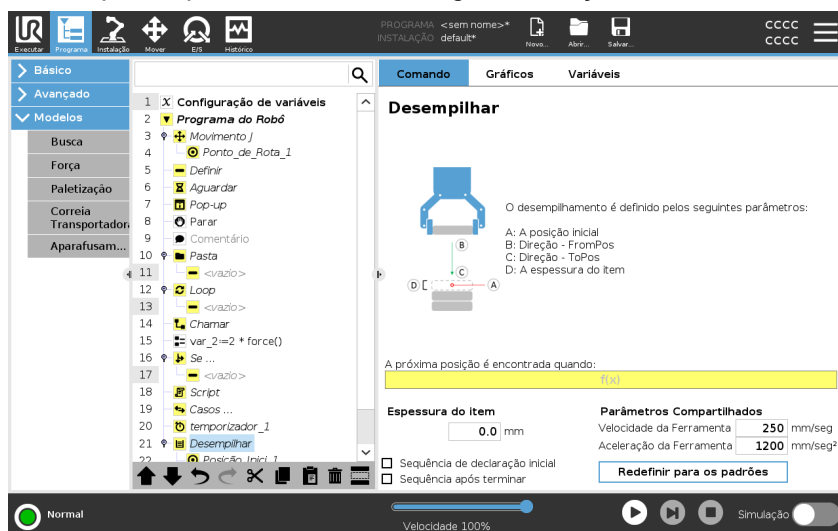 PROGRAMA <sem nome>*
INSTALAÇÃO default*
Executar Programa Instalação Mover E/S Histórico
Novo... Abrir... Salvar...
CCCC
CCCC
Básico
Avançado
Modelos
Busca
Força
Paletização
Correia
Transportadora
Aparafusam...
1 X Configuração de variáveis
2 Programa do Robô
3 Movimento J
4 Ponto_de_Rota_1
5 Definir
6 Aguardar
7 Pop-up
8 Parar
9 Comentário
10 Pasta
11 <vazio>
12 Loop
13 <vazio>
14 Chamar
15 var_2≔2 * force()
16 Se ...
17 <vazio>
18 Script
19 Casos ...
20 temporizador_1
21 Desempilhar
22 Posição_Inici_1
Comando Gráficos Variáveis
Desempilhar
O desempilhamento é definido pelos seguintes parâmetros:
A: A posição inicial
B: Direção - FromPos
C: Direção - ToPos
D: A espessura do item
B
C
D
A
A próxima posição é encontrada quando:
f(x)
Espessura do item
0.0 mm
Sequência de declaração inicial
Sequência após terminar
Parâmetros Compartilhados
Velocidade da Ferramenta 250 mm/seg
Aceleração da Ferramenta 1200 mm/seg²
Redefinir para os padrões
Normal
Velocidade 100%
Simulação